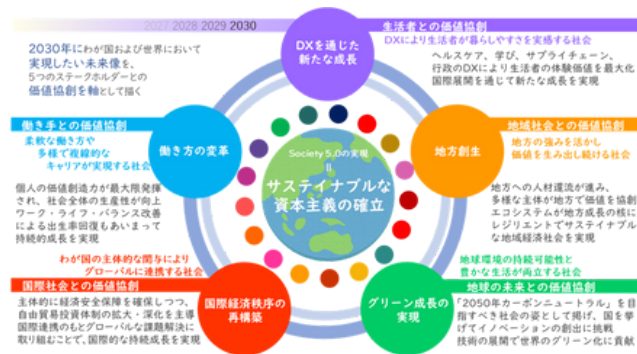 2027 2028 2029 2030
2030年にわが国および世界において
実現したい未来像を、
5つのステークホルダーとの
価値協創を軸として描く
DXを通じた
新たな成長
生活者との価値協創
DXにより生活者が暮らしやすさを実感する社会
ヘルスケア、学び、サプライチェーン、
行政のDXにより生活者の体験価値を最大化
国際展開を通じて新たな成長を実現
働き手との価値協創
柔軟な働き方や
多様で複線的な
キャリアが実現する社会
働き方の変革
個人の価値創造力が最大限発揮
され、社会全体の生産性が向上
ワーク・ライフ・バランス改善
による出生率回復もあいまって
持続的成長を実現
Society 5.0の実現
=
サステイナブルな
資本主義の確立
地方創生
地域社会との価値協創
地方の強みを活かし
価値を生み出し続ける社会
地方への人材還流が進み、
多様な主体が地方で価値を協創
エコシステムが地方成長の核に
レジリエントでサステイナブル
な地域経済社会を実現
わが国の主体的な関与により
グローバルに連携する社会
国際社会との価値協創
主体的に経済安全保障を確保しつつ、
自由貿易投資体制の拡大・深化を主導
国際連携のもとグローバルな課題解決に
取り組むことで、国際的な持続成長を実現
国際経済秩序の
再構築
グリーン成長の
実現
地球環境の持続可能性と
豊かな生活が両立する社会
地球の未来との価値協創
「2050年カーボンニュートラル」を目
指すべき社会の姿として掲げ、国を挙
げてイノベーションの創出に挑戦
技術の展開で世界のグリーン化に貢献